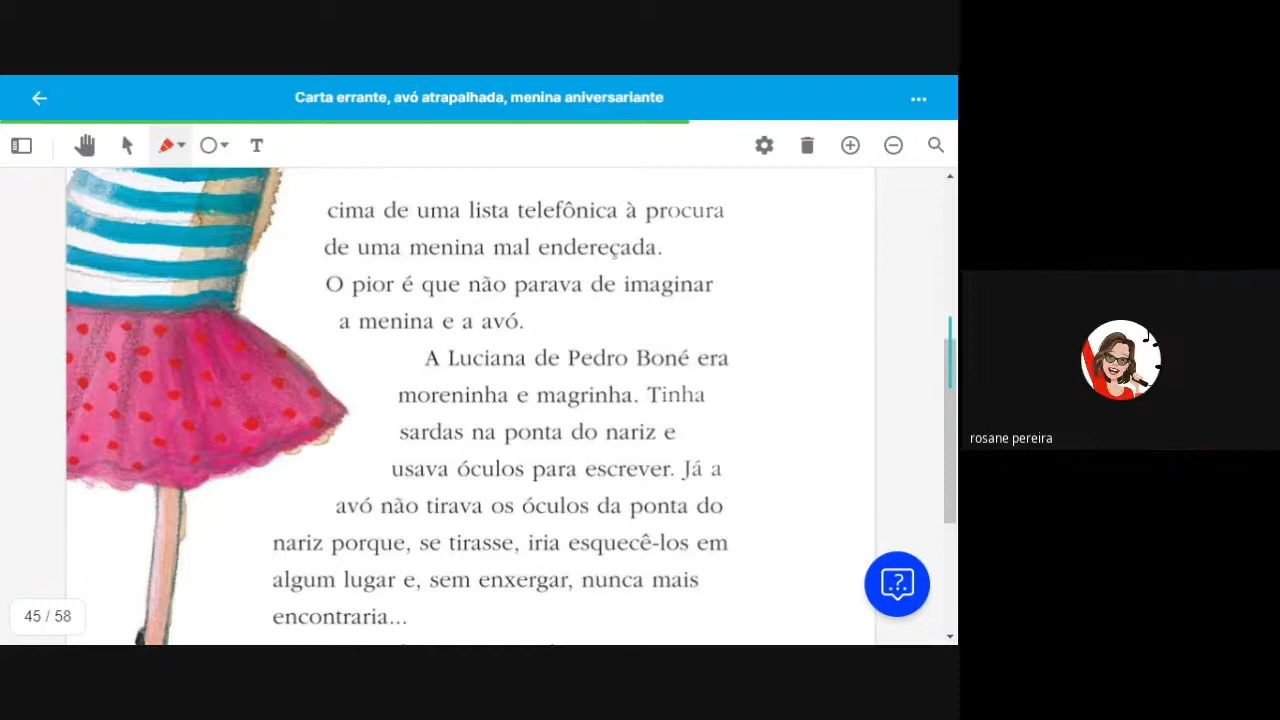 Carta errante, avó atrapalhada, menina aniversariante
T
cima de uma lista telefônica à procura
de uma menina mal endereçada.
O pior é que não parava de imaginar
a menina e a avó.
A Luciana de Pedro Boné era
moreninha e magrinha. Tinha
sardas na ponta do nariz e
usava óculos para escrever. Já a
avó não tirava os óculos da ponta do
nariz porque, se tirasse, iria esquecê-los em
algum lugar e, sem enxergar, nunca mais
encontraria...
45 / 58
rosane pereira